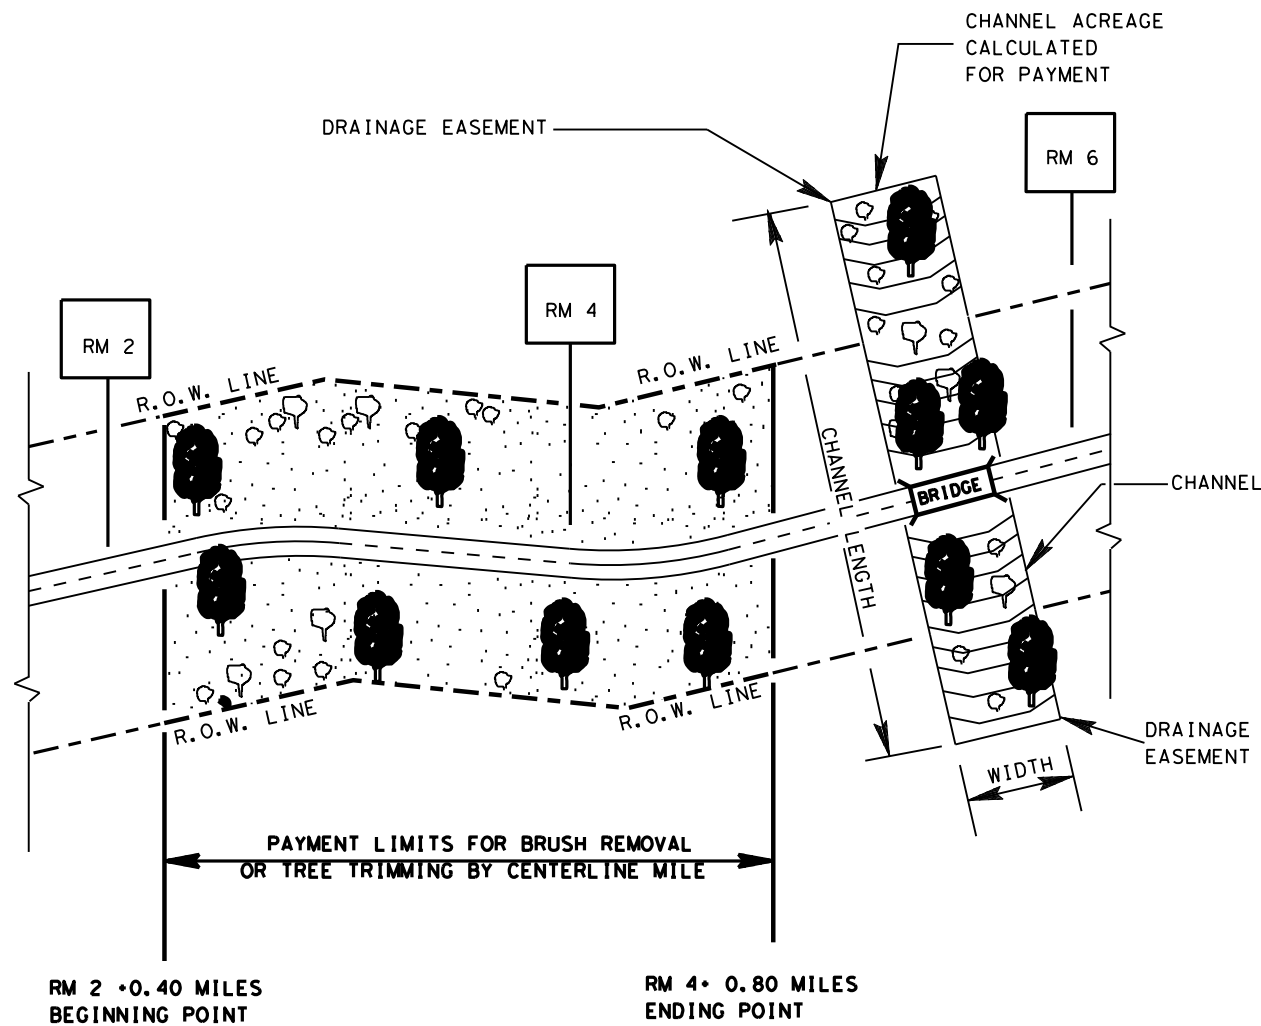 CHANNEL ACREAGE
CALCULATED
FOR PAYMENT
DRAINAGE EASEMENT
RM 6
RM 4
RM 2
R.O.W. LINE
R.O.W. LINE
CHANNEL LENGTH
BRIDGE
CHANNEL
R.O.W. LINE
R.O.W. LINE
DRAINAGE
EASEMENT
WIDTH
PAYMENT LIMITS FOR BRUSH REMOVAL
OR TREE TRIMMING BY CENTERLINE MILE
RM 2 +0.40 MILES
BEGINNING POINT
RM 4+ 0.80 MILES
ENDING POINT